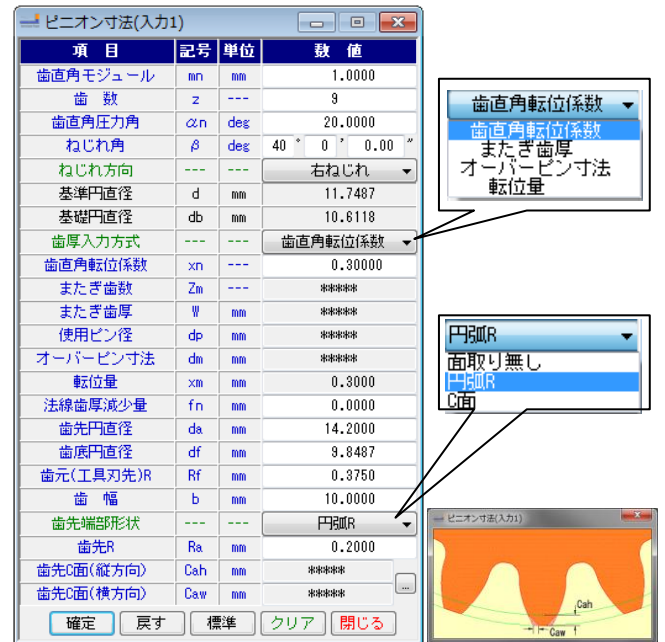 ピニオン寸法(入力1)
項 目 記号 単位 数 値
歯直角モジュール mn mm 1.0000
歯 数 z --- 9
歯直角圧力角 αn deg 20.0000
ねじれ角 β deg 40 ° 0 ' 0.00 "
ねじれ方向 --- --- 右ねじれ
基準円直径 d mm 11.7487
基礎円直径 db mm 10.6118
歯厚入力方式 --- --- 歯直角転位係数
歯直角転位係数 xn --- 0.30000
またぎ歯数 Zm --- *****
またぎ歯厚 W mm *****
使用ピン径 dp mm *****
オーバーピン寸法 dm mm *****
転位量 xm mm 0.3000
法線歯厚減少量 fn mm 0.0000
歯先円直径 da mm 14.2000
歯底円直径 df mm 9.8487
歯元(工具刃先)R Rf mm 0.3750
歯 幅 b mm 10.0000
歯先端部形状 --- --- 円弧R
歯先R Ra mm 0.2000
歯先C面(縦方向) Cah mm *****
歯先C面(横方向) Caw mm *****
...
確定 戻す 標準 クリア 閉じる
歯直角転位係数
歯直角転位係数
またぎ歯厚
オーバーピン寸法
転位量
円弧R
面取り無し
円弧R
C面
ピニオン寸法(入力1)
Cah
Caw